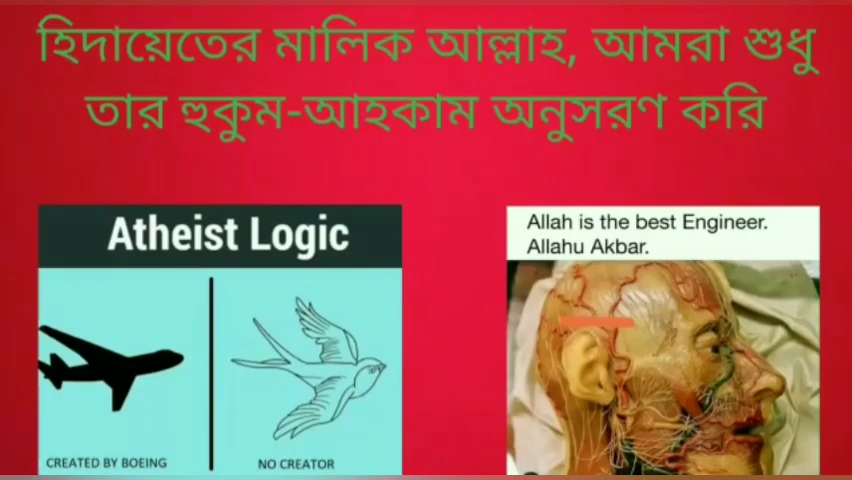 হিদায়েতের মালিক আল্লাহ, আমরা শুধু
তার হুকুম-আহকাম অনুসরণ করি
Atheist Logic
CREATED BY BOEING
NO CREATOR
Allah is the best Engineer.
Allahu Akbar.